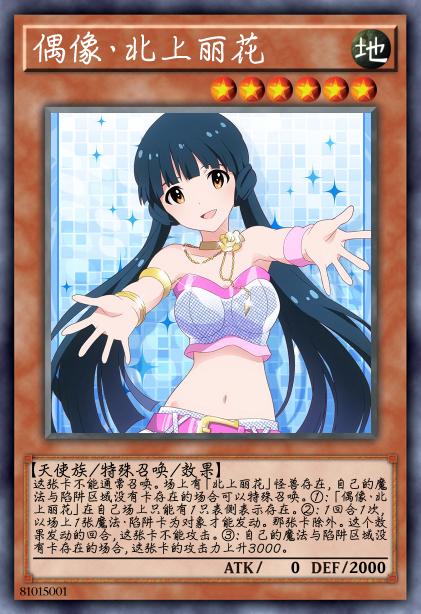 偶像·北上丽花
地
【天使族/特殊召唤/效果】
这张卡不能通常召唤。场上有「北上丽花」怪兽存在,自己的魔
法与陷阱区域没有卡存在的场合可以特殊召唤。①:「偶像·北
上丽花」在自己场上只能有1只表侧表示存在。②:1回合1次,
以场上1张魔法·陷阱卡为对象才能发动。那张卡除外。这个效
果发动的回合,这张卡不能攻击。③:自己的魔法与陷阱区域没
有卡存在的场合,这张卡的攻击力上升3000。
ATK/ 0 DEF/2000
81015001